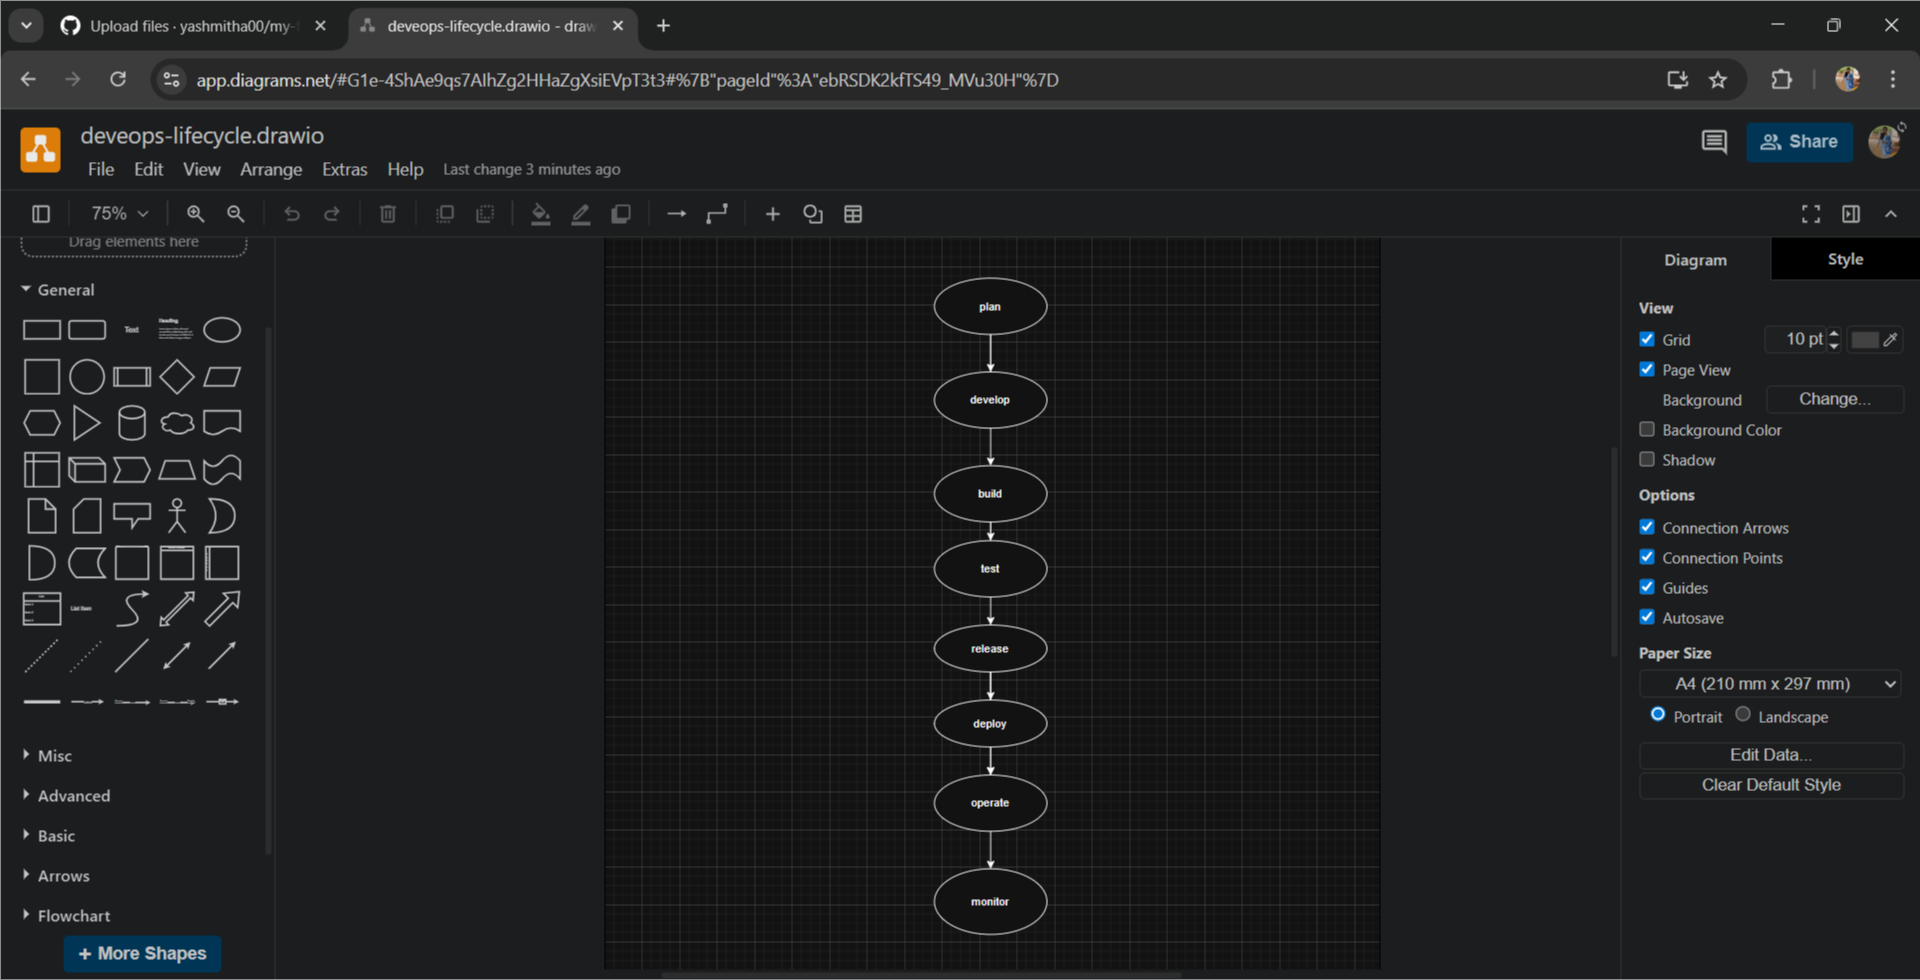 Upload files · yashmitha00/my-
deveops-lifecycle.drawio - draw
app.diagrams.net/#G1e-4ShAe9qs7AIhZg2HHaZgXsiEVpT3t3#%7B"pageId"%3A"ebRSDK2kfTS49_MVu30H"%7D
deveops-lifecycle.drawio
File Edit View Arrange Extras Help Last change 3 minutes ago
Share
75%
Drag elements here
General
Text
Heading
List Item
Misc
Advanced
Basic
Arrows
Flowchart
+ More Shapes
plan
develop
build
test
release
deploy
operate
monitor
Diagram
Style
View
Grid
10 pt
Page View
Background
Change...
Background Color
Shadow
Options
Connection Arrows
Connection Points
Guides
Autosave
Paper Size
A4 (210 mm x 297 mm)
Portrait
Landscape
Edit Data...
Clear Default Style